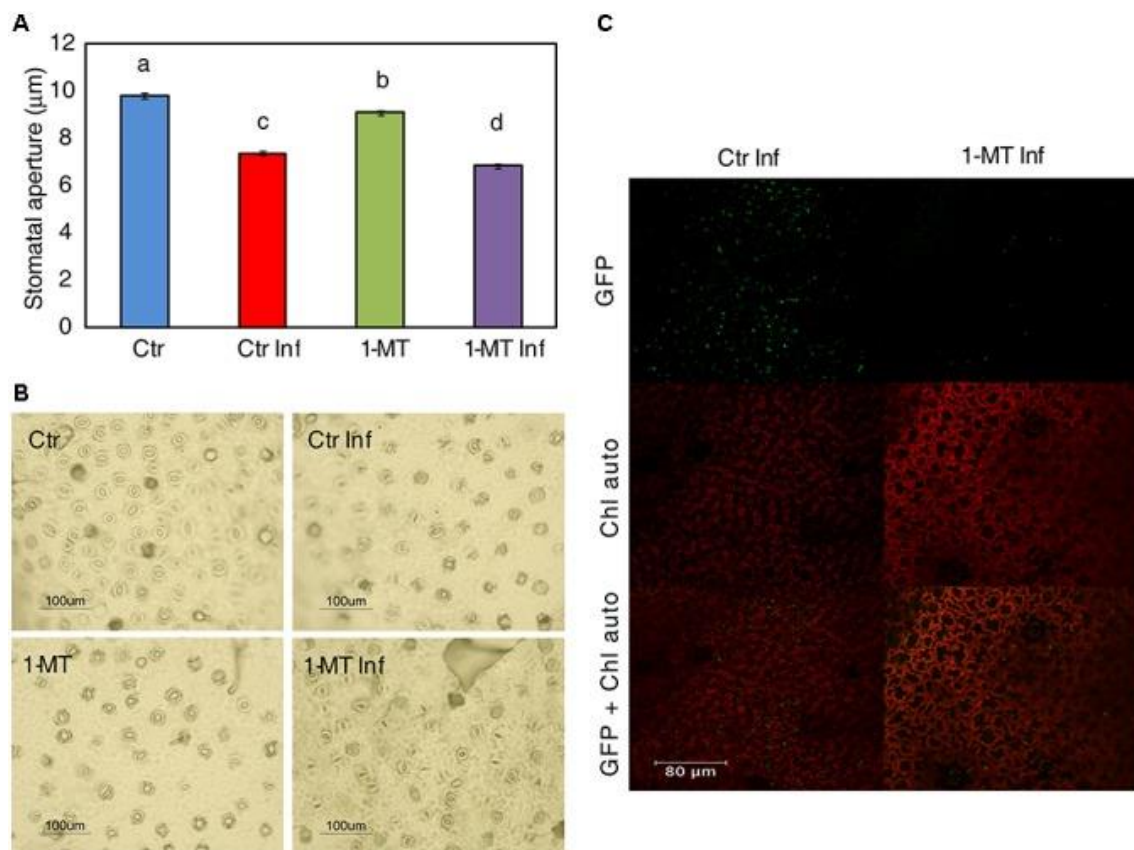 A
Stomatal aperture (μm)
12
10
8
6
4
2
0
a
c
b
d
Ctr
Ctr Inf
1-MT
1-MT Inf
B
Ctr
100um
Ctr Inf
100um
1-MT
100um
1-MT Inf
100um
C
Ctr Inf
1-MT Inf
GFP
Chl auto
GFP + Chl auto
80 μm